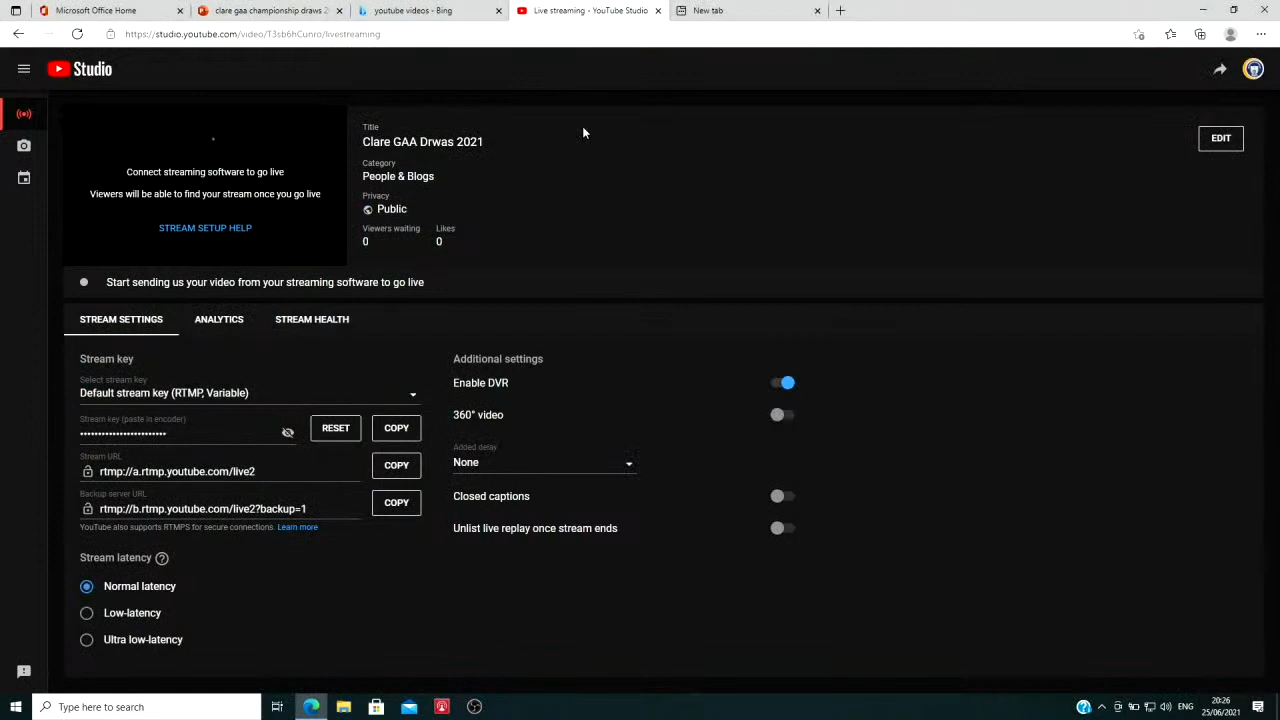 Microsoft Office Home
clare gaa championship draws 2
youtube videos - Bing
Live streaming - YouTube Studio
New tab
https://studio.youtube.com/video/T3sb6hCunro/livestreaming
Studio
Connect streaming software to go live
Viewers will be able to find your stream once you go live
STREAM SETUP HELP
Title
Clare GAA Drwas 2021
Category
People & Blogs
Privacy
Public
Viewers waiting
Likes
0
0
EDIT
Start sending us your video from your streaming software to go live
STREAM SETTINGS
ANALYTICS
STREAM HEALTH
Stream key
Select stream key
Default stream key (RTMP, Variable)
Stream key (paste in encoder)
RESET
COPY
Stream URL
rtmp://a.rtmp.youtube.com/live2
COPY
Backup server URL
rtmp://b.rtmp.youtube.com/live2?backup=1
COPY
YouTube also supports RTMPS for secure connections. Learn more
Stream latency
Normal latency
Low-latency
Ultra low-latency
Additional settings
Enable DVR
360° video
Added delay
None
Closed captions
Unlist live replay once stream ends
Type here to search
ENG
20:26
25/06/2021